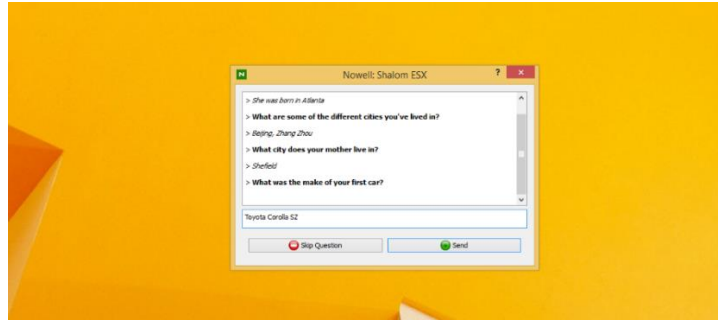 N
Nowell: Shalom ESX
?
x
> She was born in Atlanta
> What are some of the different cities you've lived in?
> Beijing, Zhang Zhou
> What city does your mother live in?
> Shefield
> What was the make of your first car?
Toyota Corolla SZ
Skip Question
Send